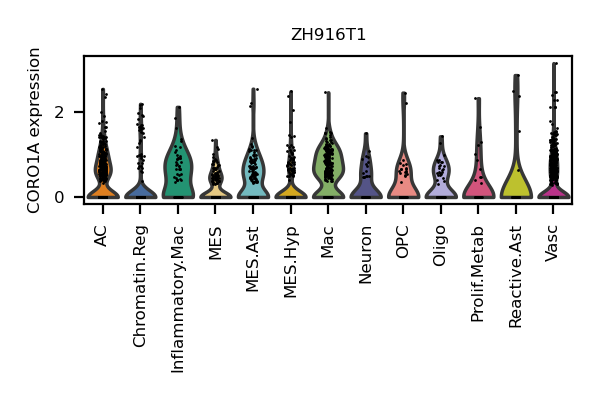 ZH916T1
CORO1A expression
2
0
AC
Chromatin.Reg
Inflammatory.Mac
MES
MES.Ast
MES.Hyp
Mac
Neuron
OPC
Oligo
Prolif.Metab
Reactive.Ast
Vasc